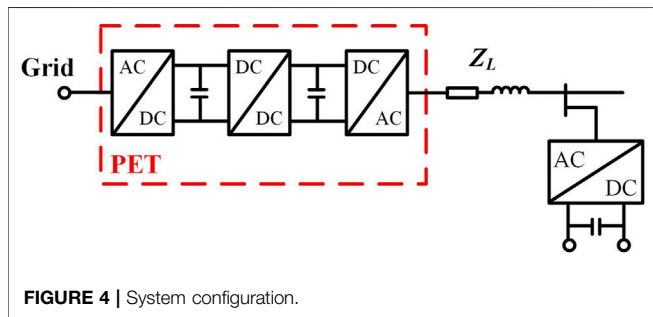 Grid
AC
DC
DC
DC
DC
AC
PET
Z_L
AC
DC
FIGURE 4 | System configuration.